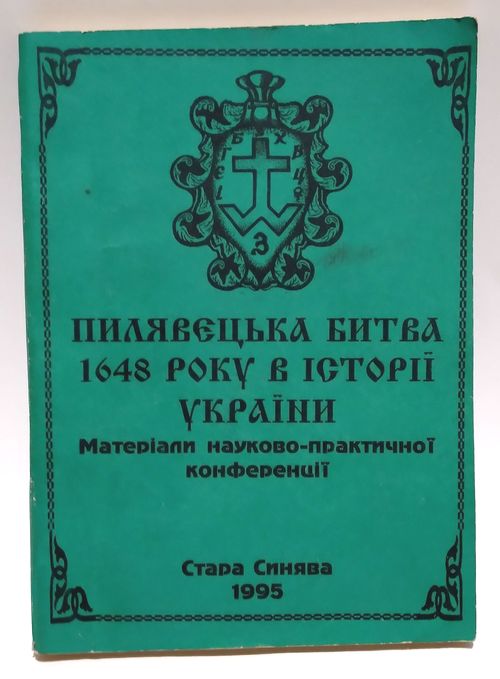 ПИЛЯВЕЦЬКА БИТВА
1648 РОКУ В ІСТОРІЇ
УКРАЇНИ
Матеріали науково-практичної
конференції
Стара Синява
1995